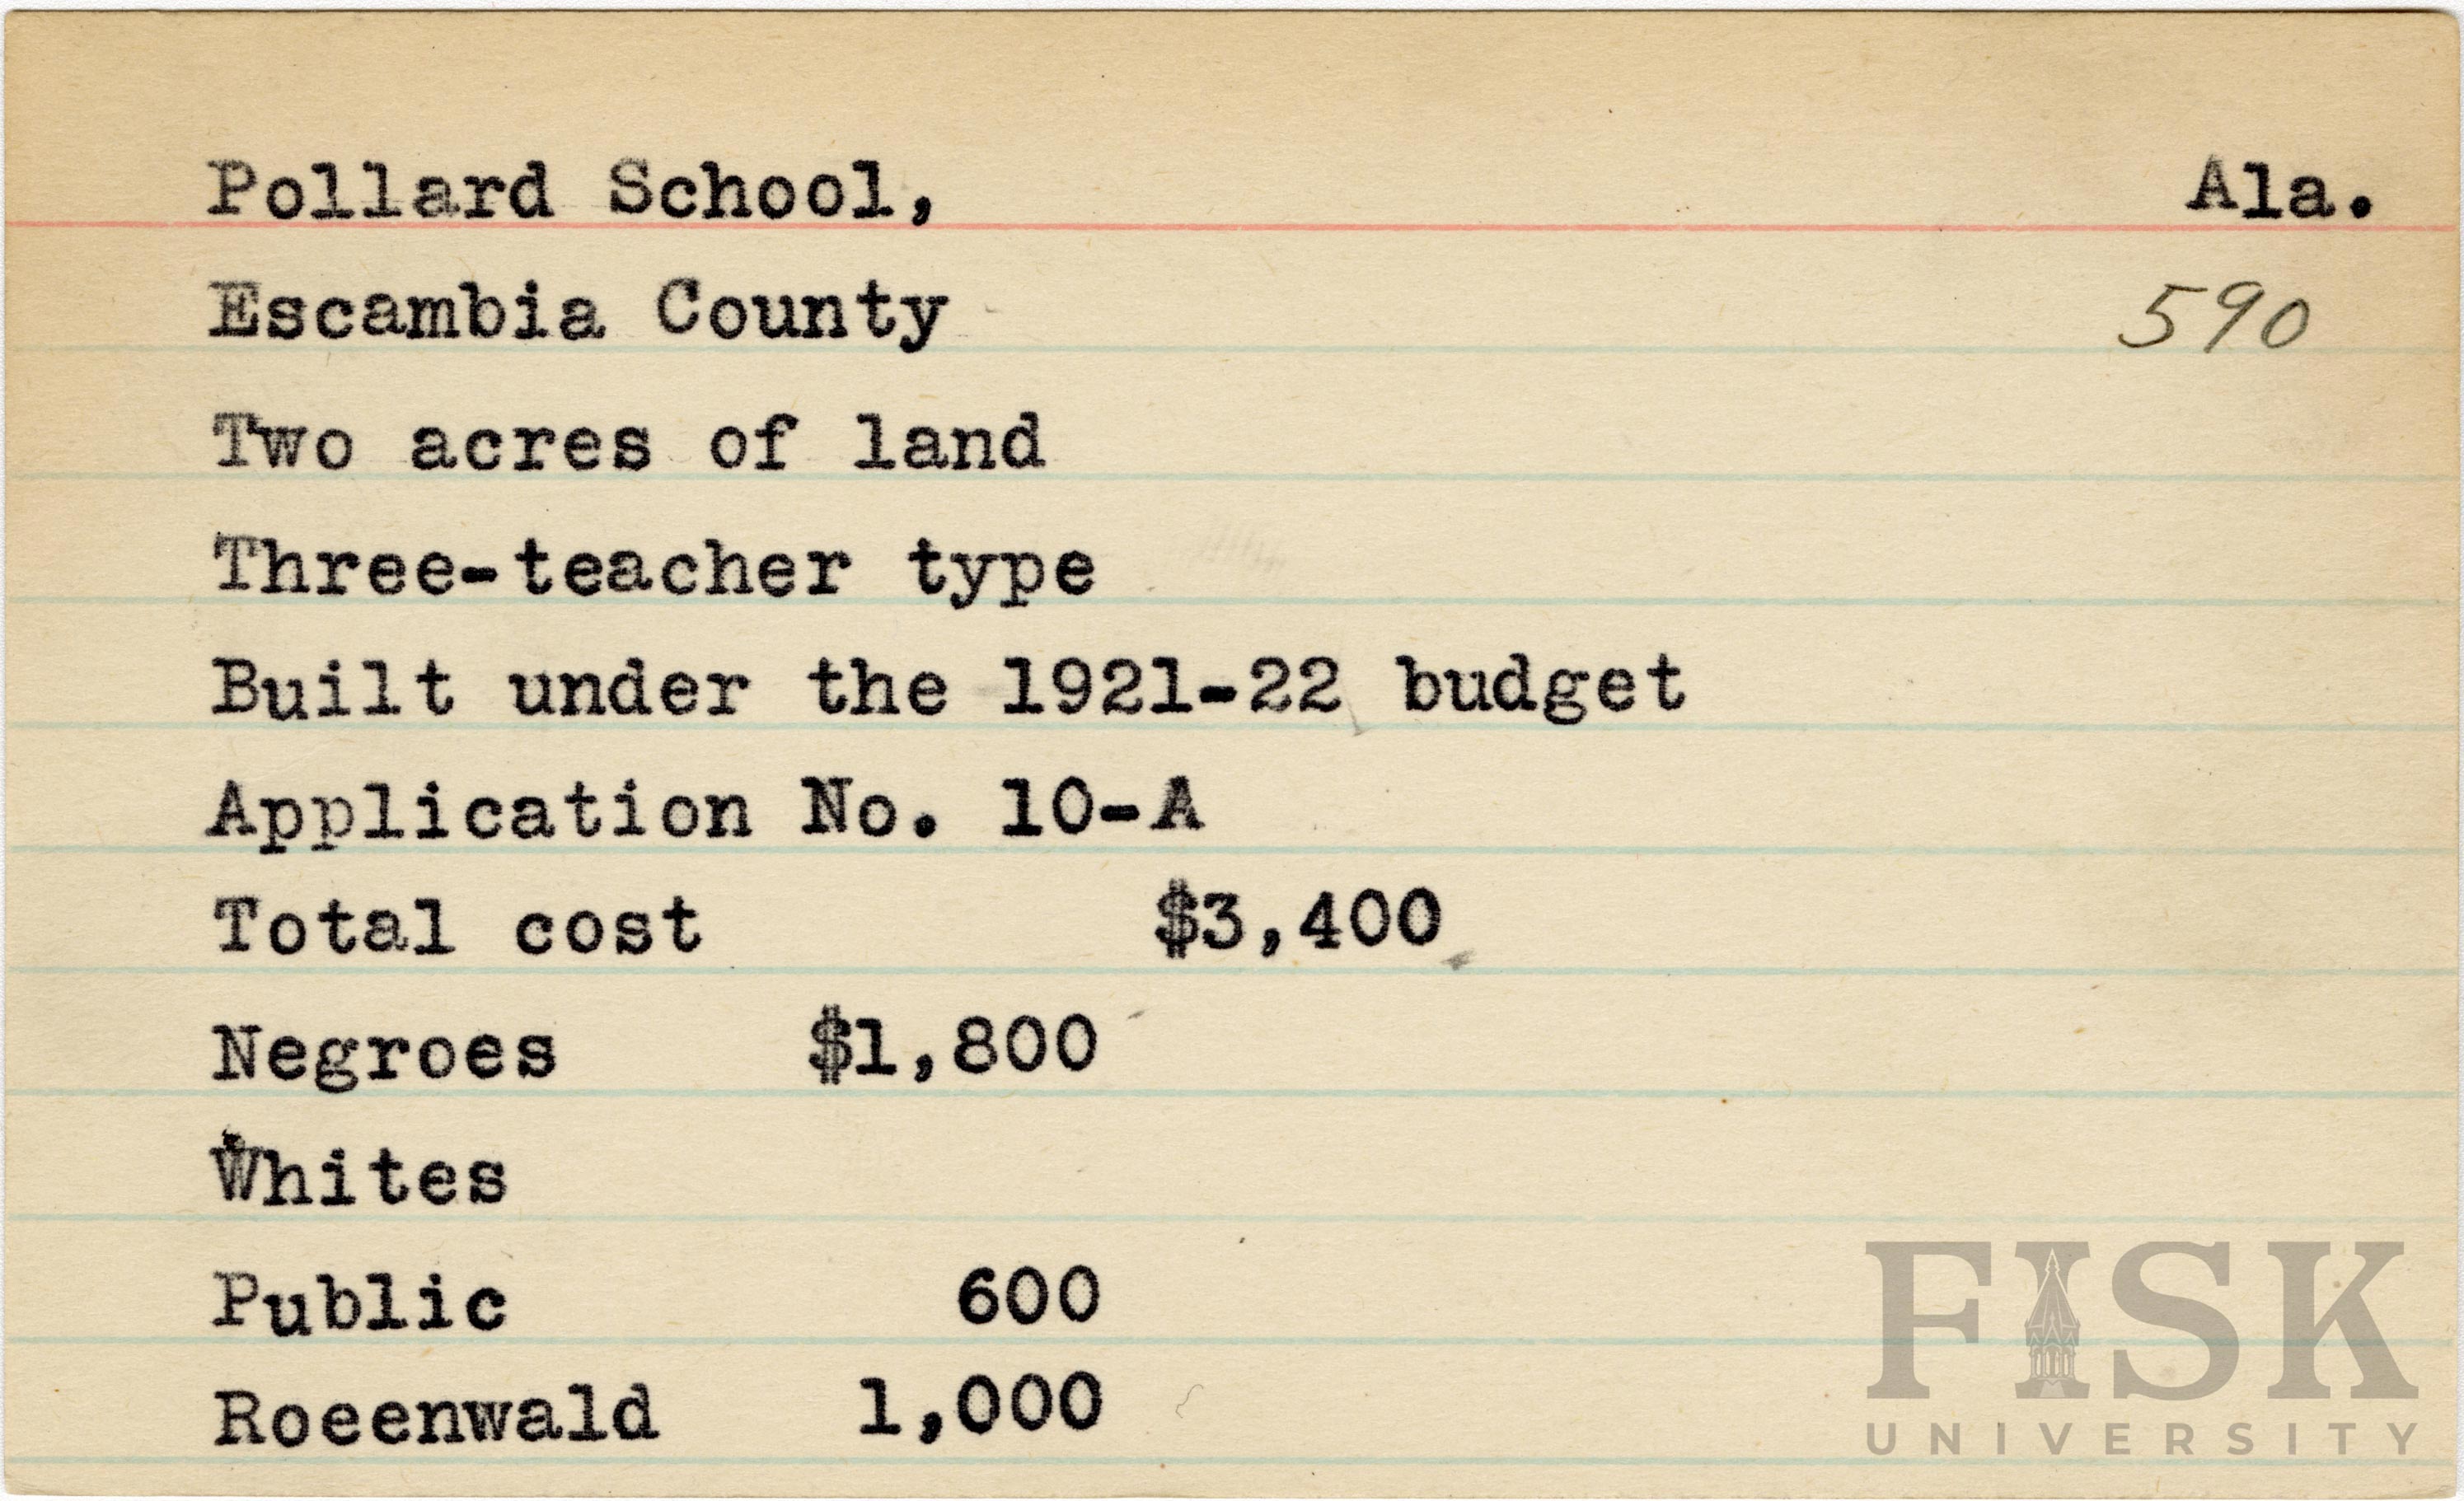 Pollard School, Ala.
Escambia County 590
Two acres of land
Three-teacher type
Built under the 1921-22 budget
Application No. 10-A
Total cost $3,400
Negroes $1,800
Whites
Public 600
Roeenwald 1,000
FISK
UNIVERSITY